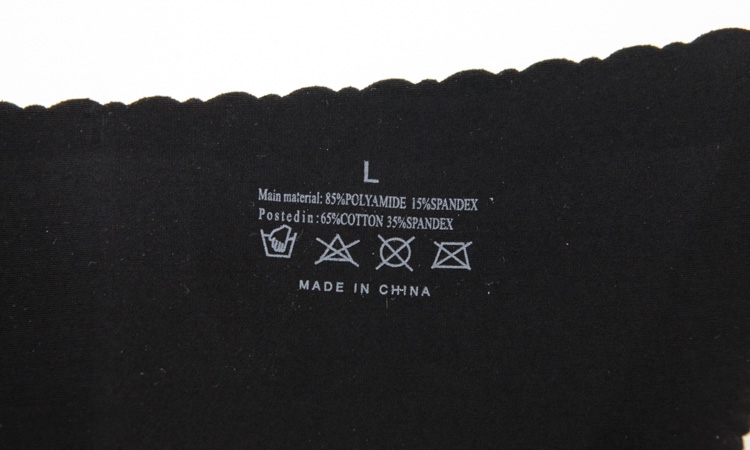 L
Main material: 85%POLYAMIDE 15%SPANDEX
Postedin:65%COTTON 35%SPANDEX
MADE IN CHINA